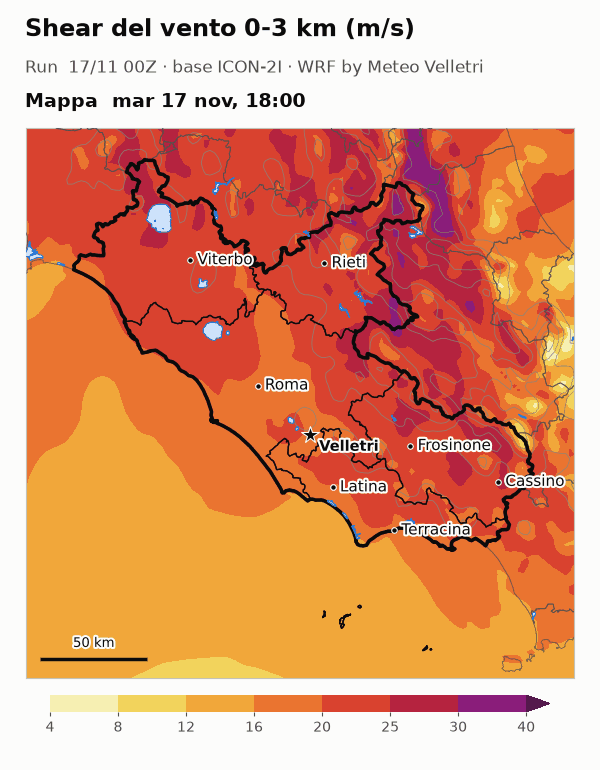 Shear del vento 0-3 km (m/s)
Run  17/11 00Z · base ICON-2I · WRF by Meteo Velletri
Mappa  mar 17 nov, 18:00
Viterbo
Rieti
Roma
Velletri
Frosinone
Latina
Cassino
Terracina
50 km
4 8 12 16 20 25 30 40